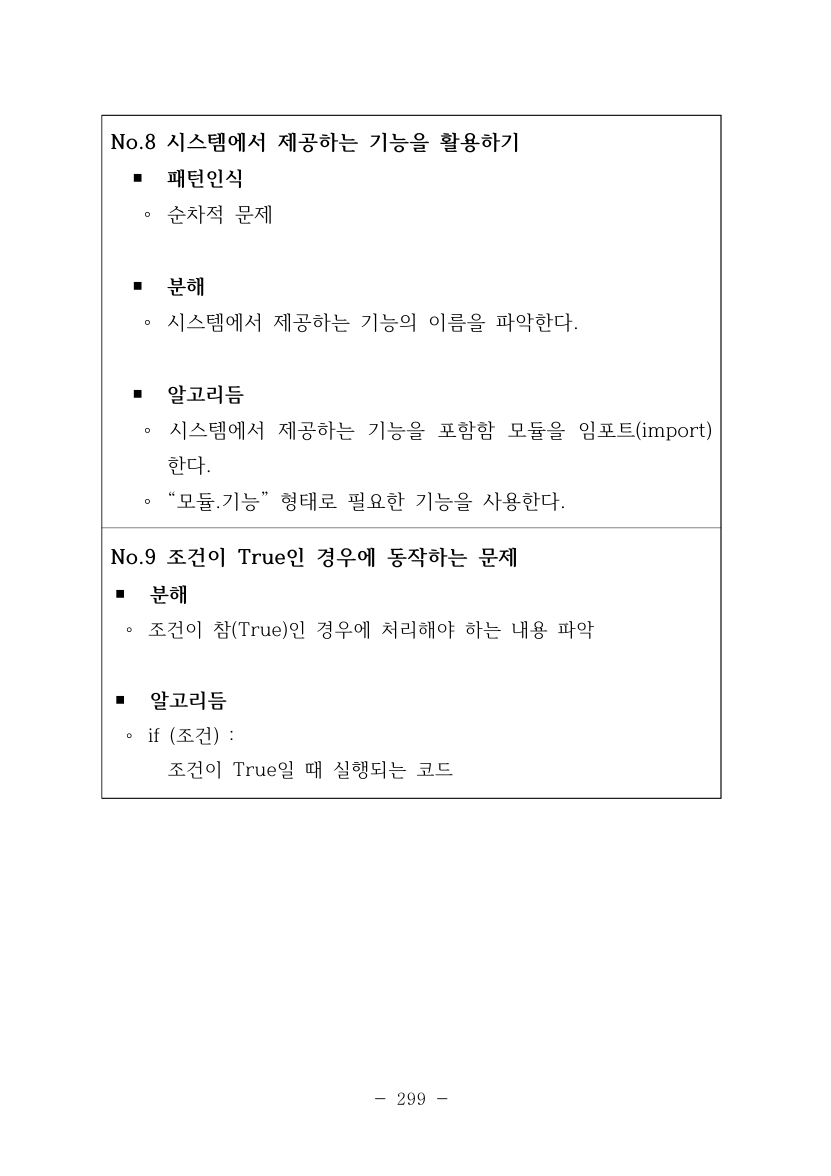 No.8 시스템에서 제공하는 기능을 활용하기
■ 패턴인식
◦ 순차적 문제
■ 분해
◦ 시스템에서 제공하는 기능의 이름을 파악한다.
■ 알고리듬
◦ 시스템에서 제공하는 기능을 포함함 모듈을 임포트(import)
한다.
◦ “모듈.기능” 형태로 필요한 기능을 사용한다.
No.9 조건이 True인 경우에 동작하는 문제
■ 분해
◦ 조건이 참(True)인 경우에 처리해야 하는 내용 파악
■ 알고리듬
◦ if (조건) :
조건이 True일 때 실행되는 코드
- 299 -